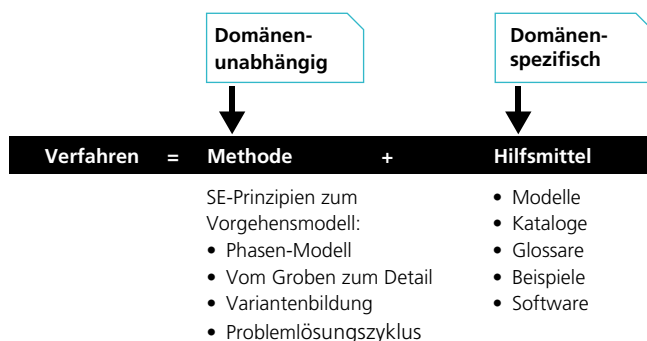 Domänen-
unabhängig
Domänen-
spezifisch
Verfahren = Methode + Hilfsmittel
SE-Prinzipien zum
Vorgehensmodell:
• Phasen-Modell
• Vom Groben zum Detail
• Variantenbildung
• Problemlösungszyklus
• Modelle
• Kataloge
• Glossare
• Beispiele
• Software